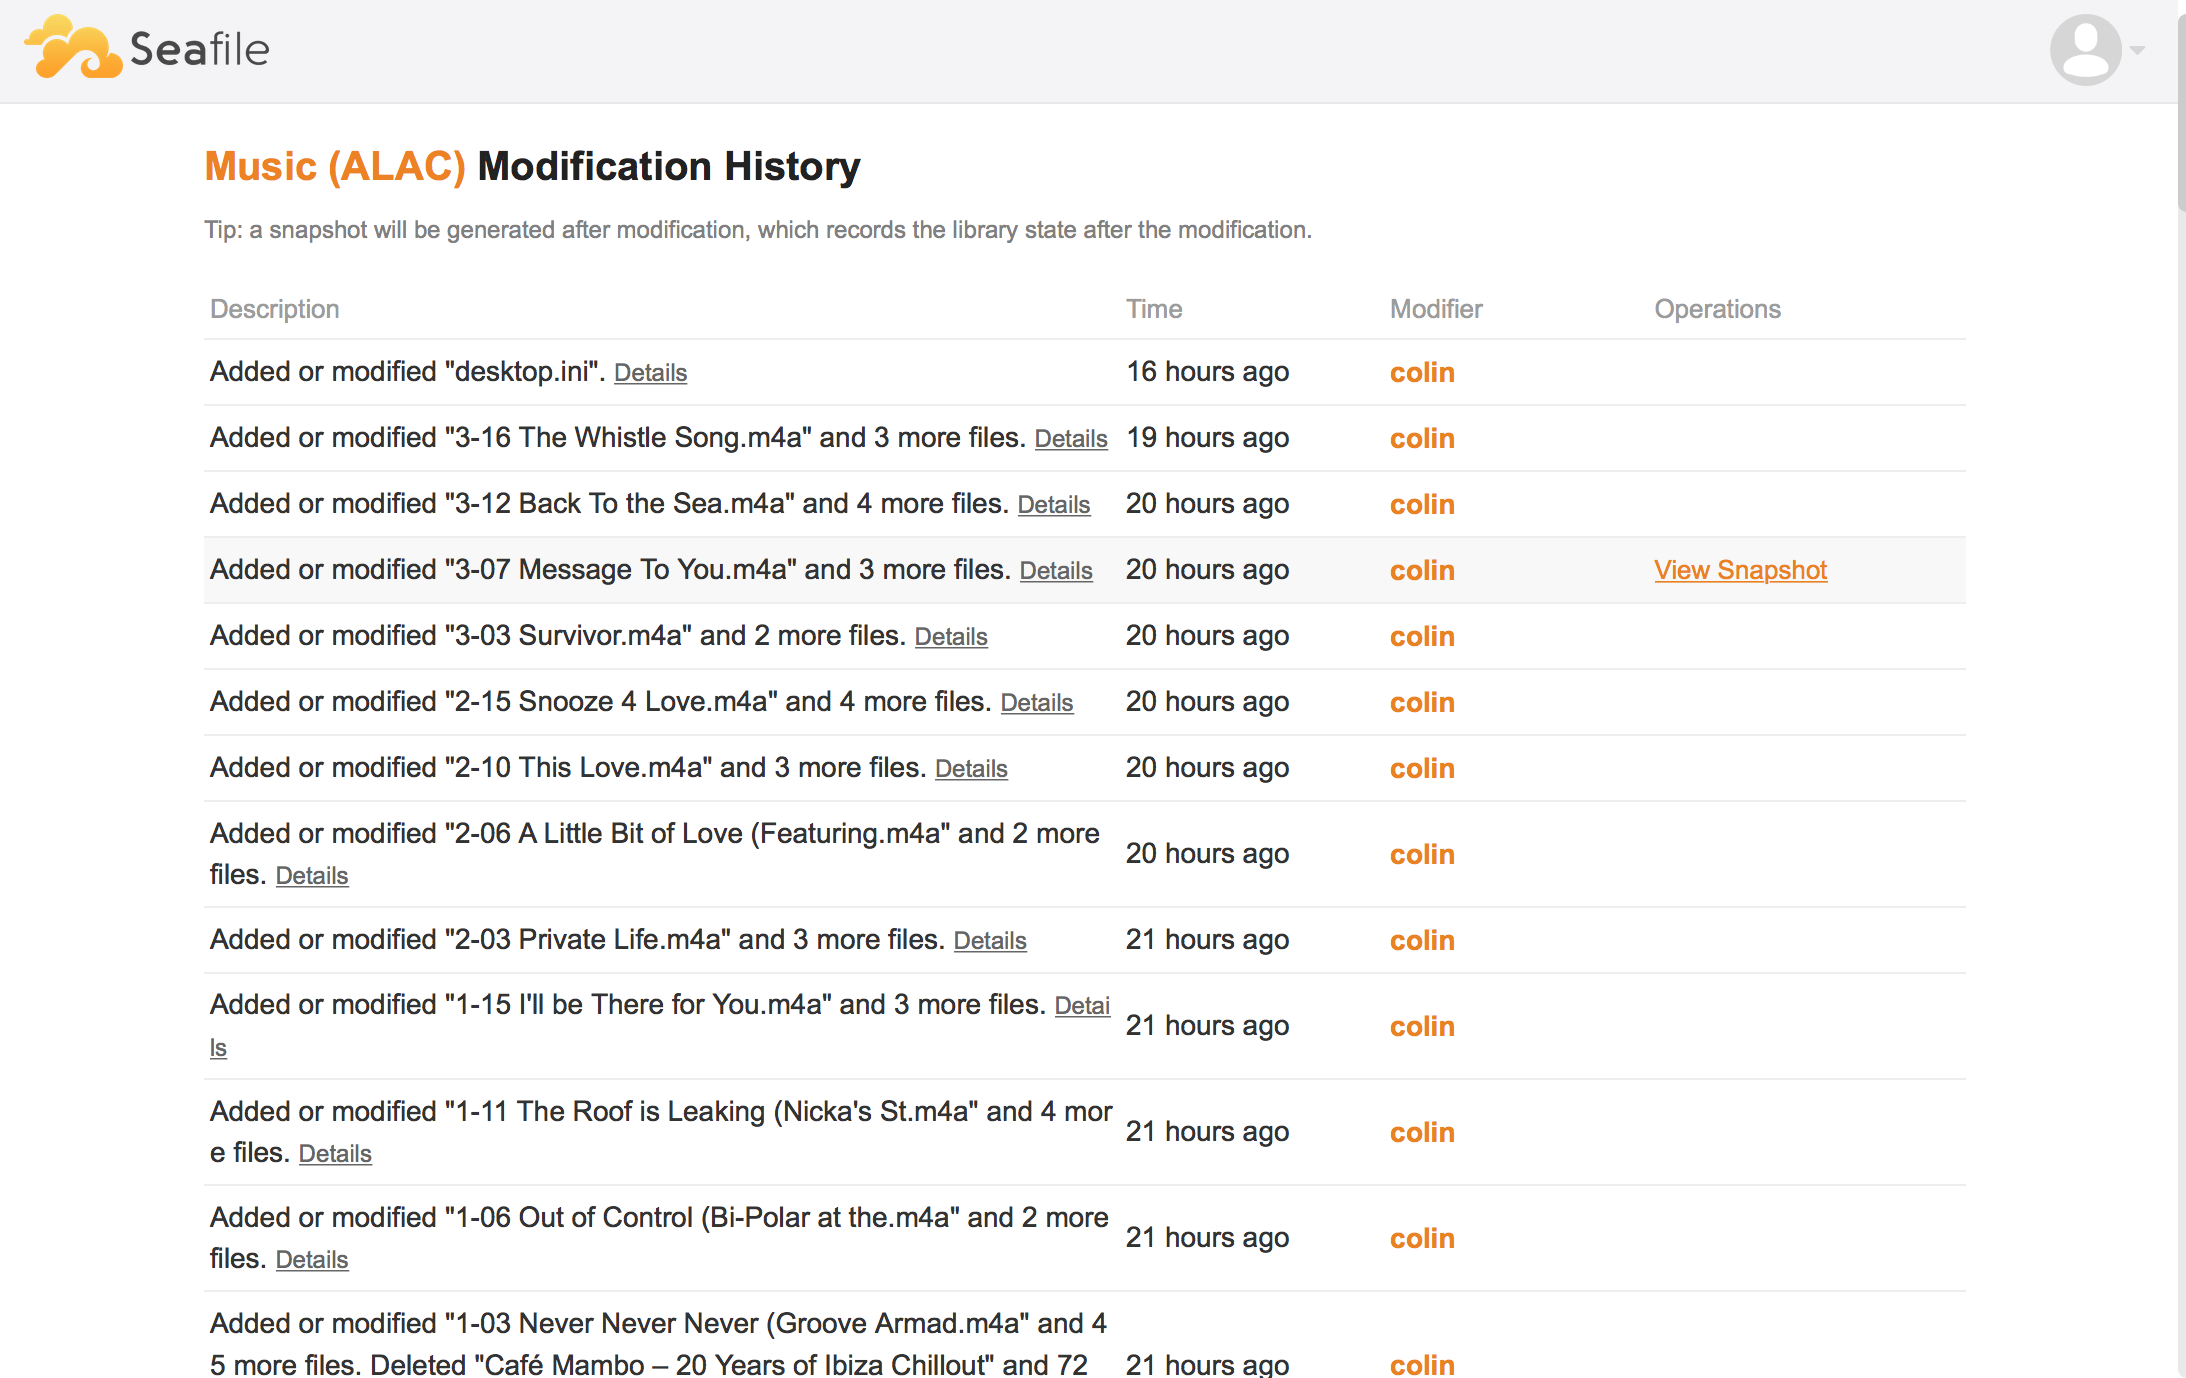 Seafile
Music (ALAC) Modification History
Tip: a snapshot will be generated after modification, which records the library state after the modification.
Description Time Modifier Operations
Added or modified "desktop.ini". Details 16 hours ago colin
Added or modified "3-16 The Whistle Song.m4a" and 3 more files. Details 19 hours ago colin
Added or modified "3-12 Back To the Sea.m4a" and 4 more files. Details 20 hours ago colin
Added or modified "3-07 Message To You.m4a" and 3 more files. Details 20 hours ago colin View Snapshot
Added or modified "3-03 Survivor.m4a" and 2 more files. Details 20 hours ago colin
Added or modified "2-15 Snooze 4 Love.m4a" and 4 more files. Details 20 hours ago colin
Added or modified "2-10 This Love.m4a" and 3 more files. Details 20 hours ago colin
Added or modified "2-06 A Little Bit of Love (Featuring.m4a" and 2 more
files. Details 20 hours ago colin
Added or modified "2-03 Private Life.m4a" and 3 more files. Details 21 hours ago colin
Added or modified "1-15 I'll be There for You.m4a" and 3 more files. Detai
ls 21 hours ago colin
Added or modified "1-11 The Roof is Leaking (Nicka's St.m4a" and 4 mor
e files. Details 21 hours ago colin
Added or modified "1-06 Out of Control (Bi-Polar at the.m4a" and 2 more
files. Details 21 hours ago colin
Added or modified "1-03 Never Never Never (Groove Armad.m4a" and 4
5 more files. Deleted "Café Mambo – 20 Years of Ibiza Chillout" and 72 21 hours ago colin